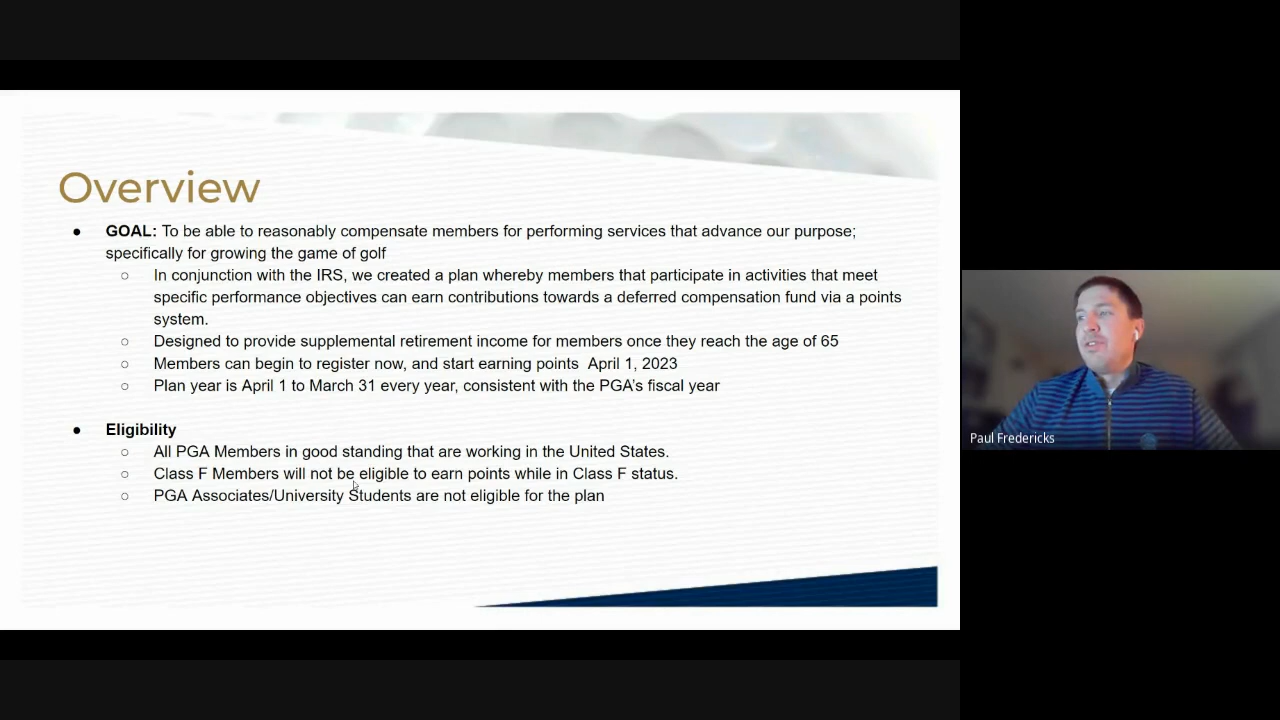 Overview
● GOAL: To be able to reasonably compensate members for performing services that advance our purpose;
specifically for growing the game of golf
○ In conjunction with the IRS, we created a plan whereby members that participate in activities that meet
specific performance objectives can earn contributions towards a deferred compensation fund via a points
system.
○ Designed to provide supplemental retirement income for members once they reach the age of 65
○ Members can begin to register now, and start earning points  April 1, 2023
○ Plan year is April 1 to March 31 every year, consistent with the PGA's fiscal year
● Eligibility
○ All PGA Members in good standing that are working in the United States.
○ Class F Members will not be eligible to earn points while in Class F status.
○ PGA Associates/University Students are not eligible for the plan
Paul Fredericks